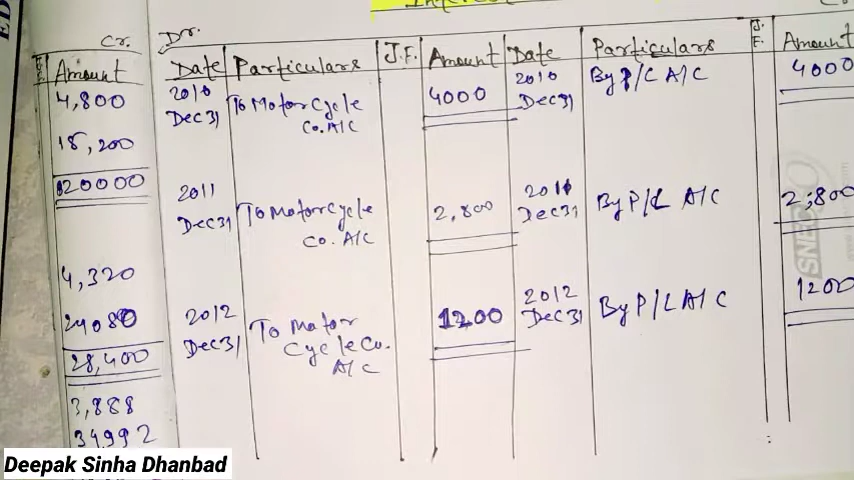 Cr.
Amount
4,800
15,200
20000
4,320
24080
28,400
3,888
34992
Dr.
Date Particulars J.F. Amount Date Particulars J.F. Amount
2010 Dec 31 To Motor Cycle Co. A/C 4000 2010 Dec 31 By P/L A/C 4000
2011 Dec 31 To Motorcycle Co. A/C 2,800 2011 Dec 31 By P/L A/C 2,800
2012 Dec 31 To Motor Cycle Co. A/C 1200 2012 Dec 31 By P/L A/C 1200
Deepak Sinha Dhanbad